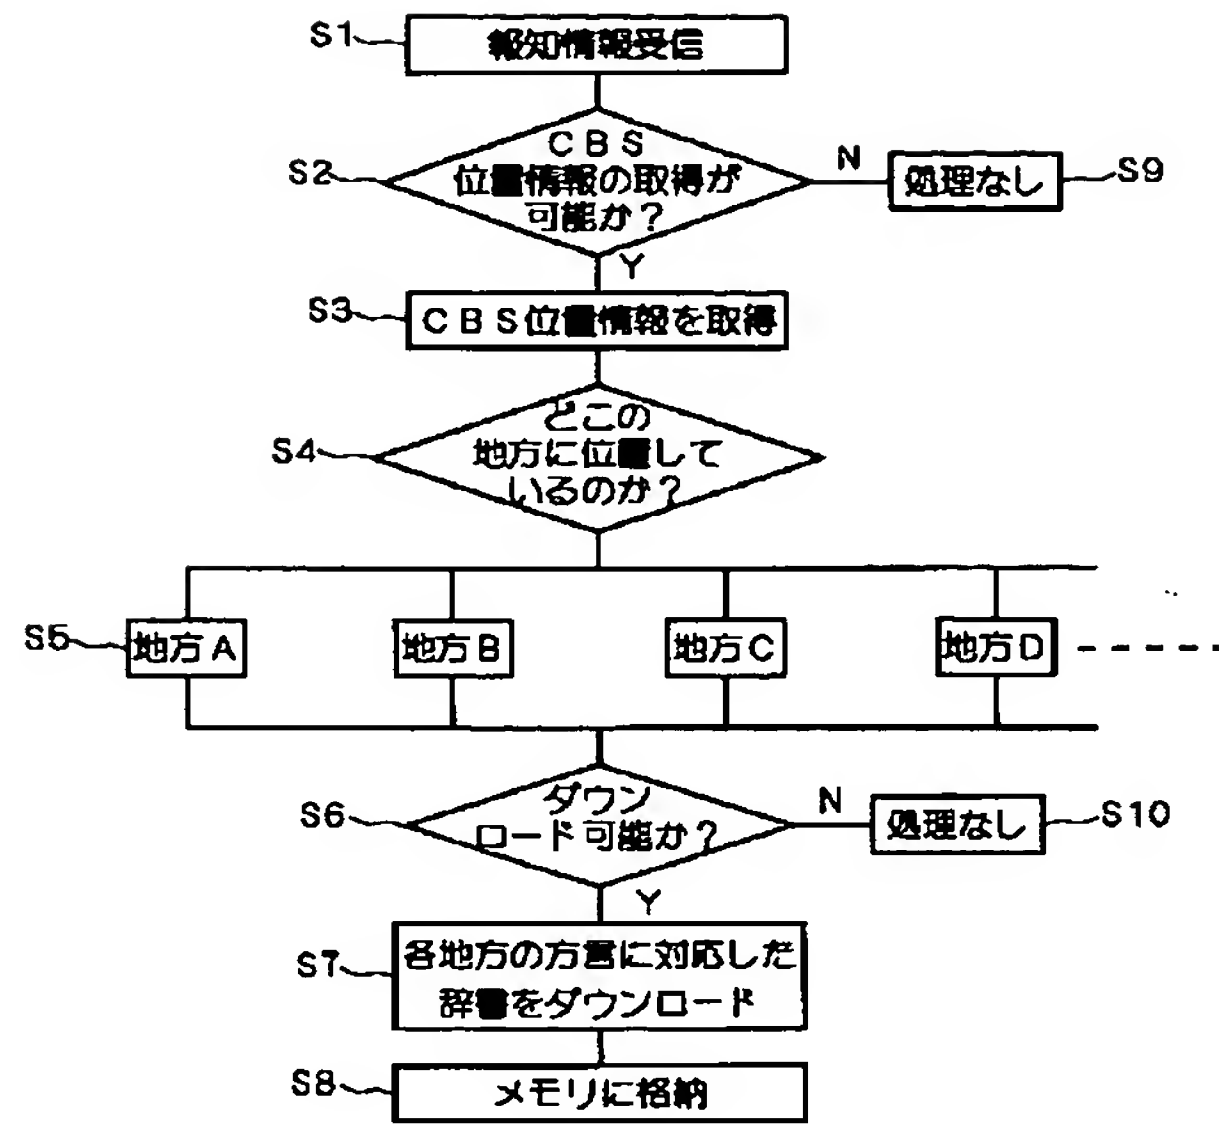 S1
報知情報受信
S2
CBS
位置情報の取得が
可能か？
N
処理なし
S9
Y
S3
CBS位置情報を取得
S4
どこの
地方に位置して
いるのか？
S5
地方A
地方B
地方C
地方D
S6
ダウン
ロード可能か？
N
処理なし
S10
Y
S7
各地方の方言に対応した
辞書をダウンロード
S8
メモリに格納